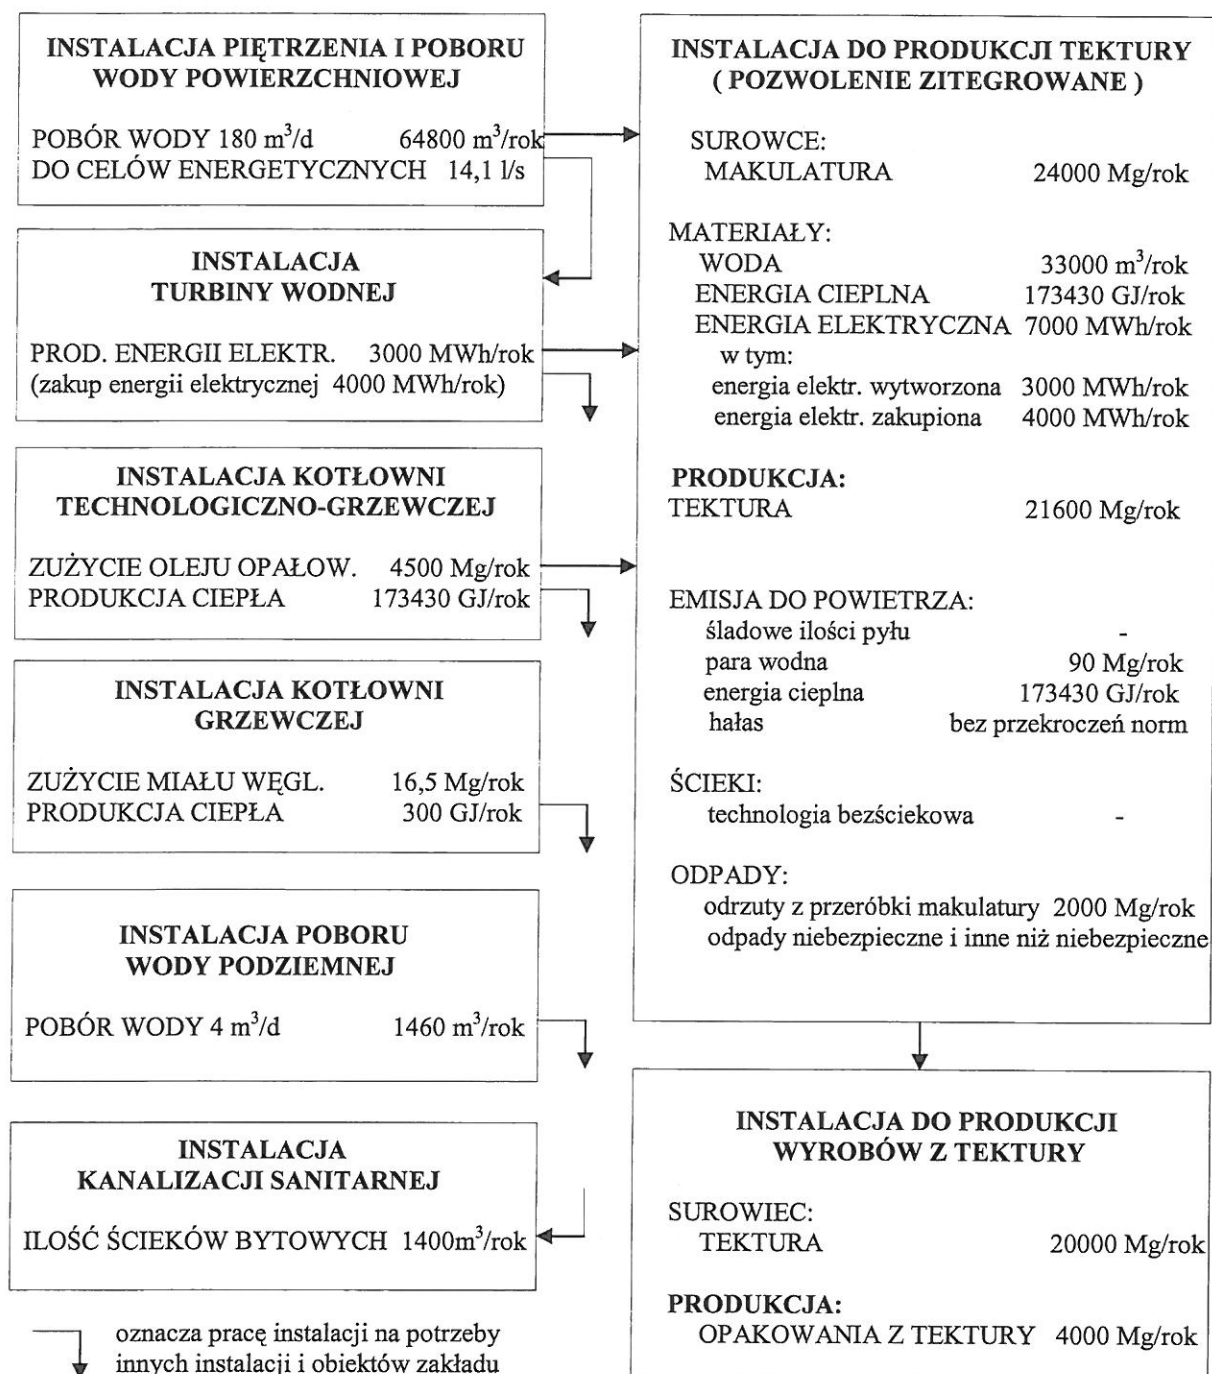 INSTALACJA PIĘTRZENIA I POBORU
WODY POWIERZCHNIOWEJ
POBÓR WODY 180 m³/d 64800 m³/rok
DO CELÓW ENERGETYCZNYCH 14,1 l/s
INSTALACJA
TURBINY WODNEJ
PROD. ENERGII ELEKTR. 3000 MWh/rok
(zakup energii elektrycznej 4000 MWh/rok)
INSTALACJA KOTŁOWNI
TECHNOLOGICZNO-GRZEWCZEJ
ZUŻYCIE OLEJU OPAŁOW. 4500 Mg/rok
PRODUKCJA CIEPŁA 173430 GJ/rok
INSTALACJA KOTŁOWNI
GRZEWCZEJ
ZUŻYCIE MIAŁU WĘGL. 16,5 Mg/rok
PRODUKCJA CIEPŁA 300 GJ/rok
INSTALACJA POBORU
WODY PODZIEMNEJ
POBÓR WODY 4 m³/d 1460 m³/rok
INSTALACJA
KANALIZACJI SANITARNEJ
ILOŚĆ ŚCIEKÓW BYTOWYCH 1400m³/rok
oznacza pracę instalacji na potrzeby
innych instalacji i obiektów zakładu
INSTALACJA DO PRODUKCJI TEKTURY
( POZWOLENIE ZITEGROWANE )
SUROWCE:
MAKULATURA 24000 Mg/rok
MATERIAŁY:
WODA 33000 m³/rok
ENERGIA CIEPLNA 173430 GJ/rok
ENERGIA ELEKTRYCZNA 7000 MWh/rok
w tym:
energia elektr. wytworzona 3000 MWh/rok
energia elektr. zakupiona 4000 MWh/rok
PRODUKCJA:
TEKTURA 21600 Mg/rok
EMISJA DO POWIETRZA:
śladowe ilości pyłu -
para wodna 90 Mg/rok
energia cieplna 173430 GJ/rok
hałas bez przekroczeń norm
ŚCIEKI:
technologia bezściekowa -
ODPADY:
odrzuty z przeróbki makulatury 2000 Mg/rok
odpady niebezpieczne i inne niż niebezpieczne
INSTALACJA DO PRODUKCJI
WYROBÓW Z TEKTURY
SUROWIEC:
TEKTURA 20000 Mg/rok
PRODUKCJA:
OPAKOWANIA Z TEKTURY 4000 Mg/rok